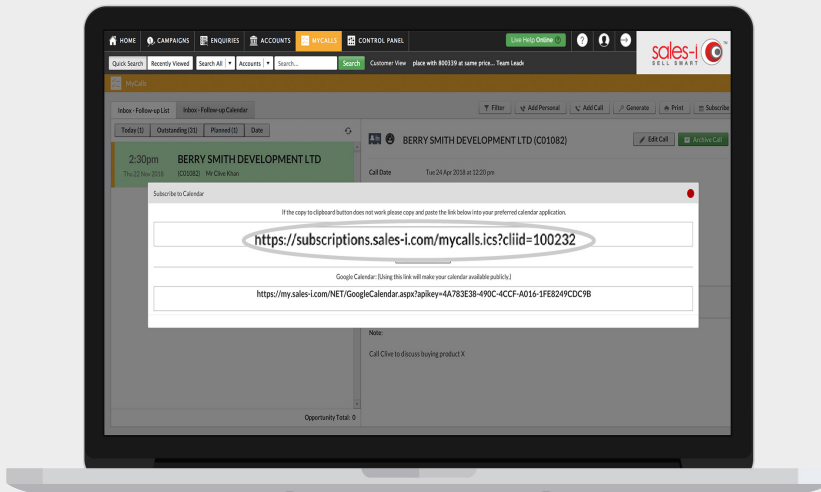 HOME CAMPAIGNS ENQUIRIES ACCOUNTS MYCALLS CONTROL PANEL Live Help Online ?
sales-i
SELL SMART
Quick Search Recently Viewed Search All Accounts Search... Search Customer View place with 800339 at same price... Team Leade
MyCalls
Inbox - Follow-up List Inbox - Follow-up Calendar Filter Add Personal Add Call Generate Print Subscribe
Today (1) Outstanding (31) Planned (1) Date
BERRY SMITH DEVELOPMENT LTD (C01082) Edit Call Archive Call
2:30pm BERRY SMITH DEVELOPMENT LTD
Thu 22 Nov 2018 (C01082) Mr Clive Khan
Call Date Tue 24 Apr 2018 at 12:20 pm
Subscribe to Calendar
If the copy to clipboard button does not work please copy and paste the link below into your preferred calendar application.
https://subscriptions.sales-i.com/mycalls.ics?cliid=100232
Google Calendar: (Using this link will make your calendar available publicly.)
https://my.sales-i.com/NET/GoogleCalendar.aspx?apikey=4A783E38-490C-4CCF-A016-1FE8249CDC9B
Note:
Call Clive to discuss buying product X
Opportunity Total: 0